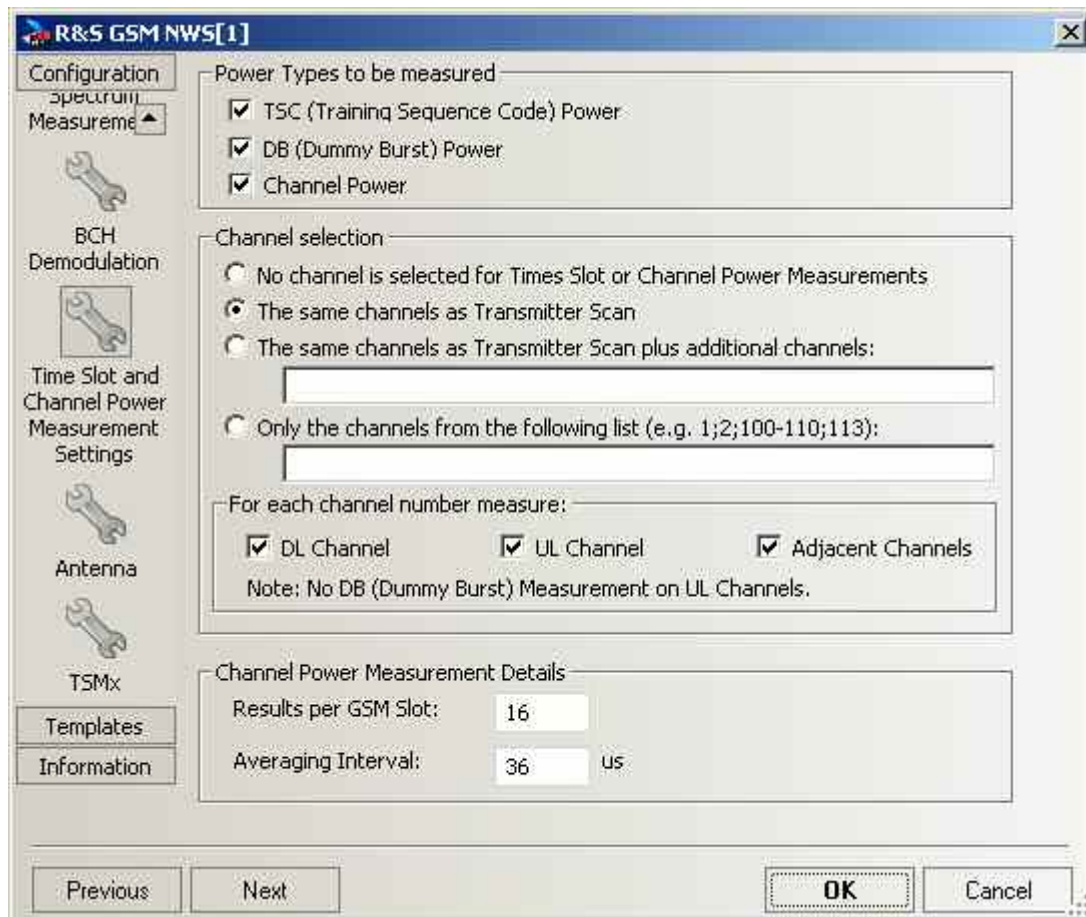 R&S GSM NWS[1]
Configuration
Spectrum
Measureme
BCH
Demodulation
Time Slot and
Channel Power
Measurement
Settings
Antenna
TSMx
Templates
Information
Power Types to be measured
TSC (Training Sequence Code) Power
DB (Dummy Burst) Power
Channel Power
Channel selection
No channel is selected for Times Slot or Channel Power Measurements
The same channels as Transmitter Scan
The same channels as Transmitter Scan plus additional channels:
Only the channels from the following list (e.g. 1;2;100-110;113):
For each channel number measure:
DL Channel UL Channel Adjacent Channels
Note: No DB (Dummy Burst) Measurement on UL Channels.
Channel Power Measurement Details
Results per GSM Slot: 16
Averaging Interval: 36 us
Previous Next OK Cancel